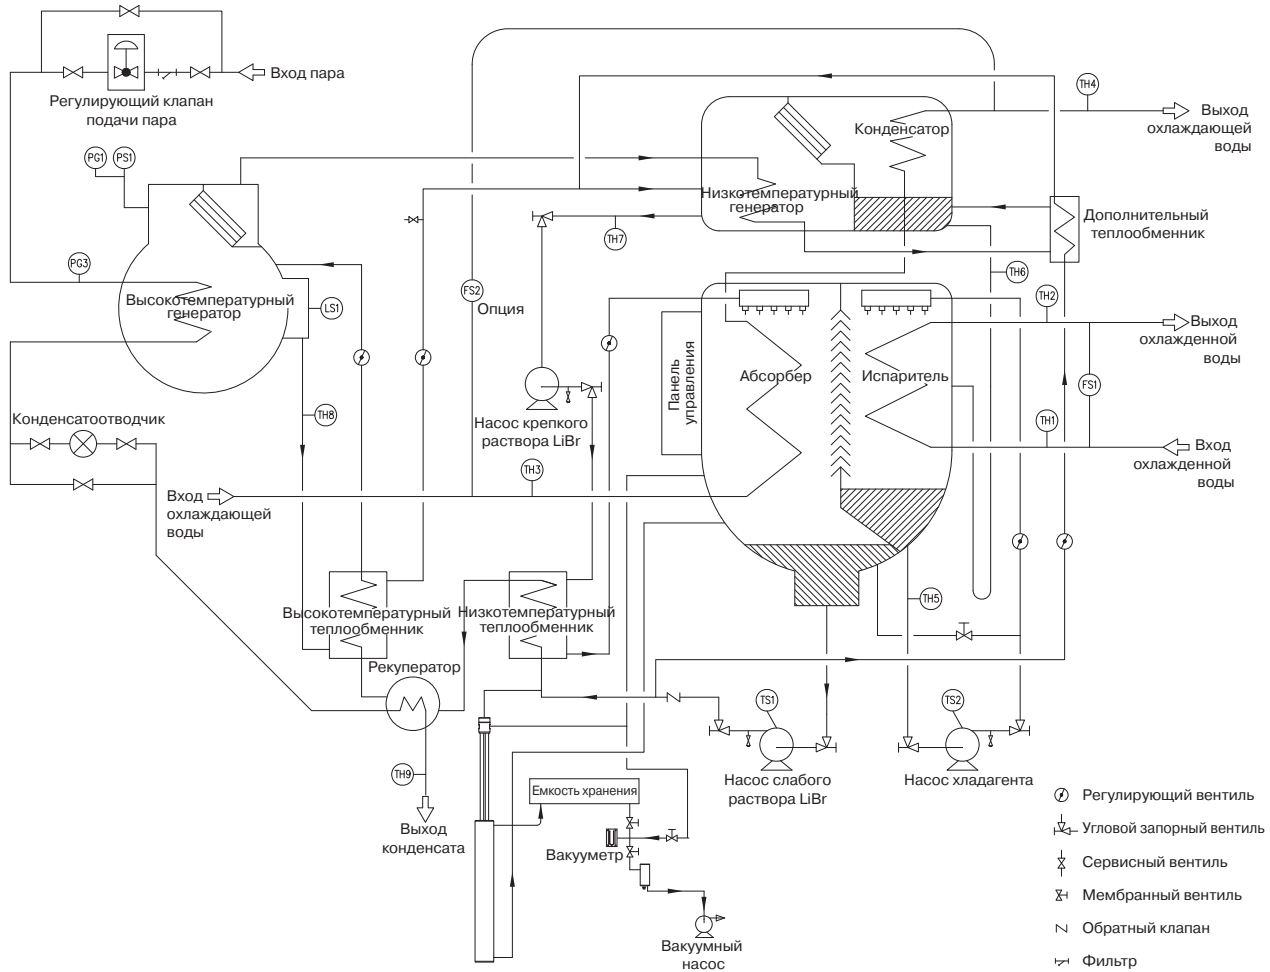 Вход пара
Регулирующий клапан
подачи пара
PG1
PS1
PG3
Высокотемпературный
генератор
LS1
TH8
Конденсатоотводчик
Вход
охлаждающей
воды
TH3
FS2
Опция
TH7
Насос крепкого
раствора LiBr
Низкотемпературный
генератор
Конденсатор
TH4
Выход
охлаждающей
воды
Дополнительный
теплообменник
TH6
TH2
Выход
охлажденной
воды
FS1
TH1
Вход
охлажденной
воды
Панель
управления
Абсорбер
Испаритель
TH5
Высокотемпературный
теплообменник
Низкотемпературный
теплообменник
Рекуператор
TH9
Выход
конденсата
TS1
Насос слабого
раствора LiBr
TS2
Насос хладагента
Емкость хранения
Вакууметр
Вакуумный
насос
Регулирующий вентиль
Угловой запорный вентиль
Сервисный вентиль
Мембранный вентиль
Обратный клапан
Фильтр